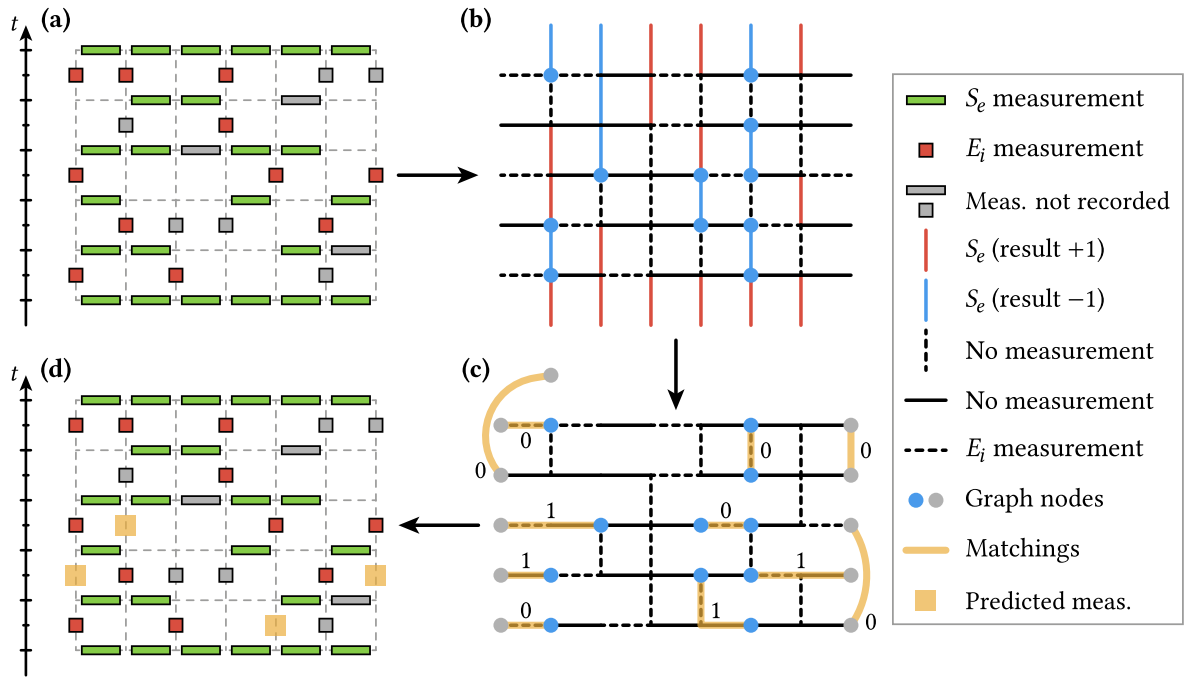 (a)
t
(b)
S_e measurement
E_i measurement
Meas. not recorded
S_e (result +1)
S_e (result −1)
No measurement
No measurement
E_i measurement
Graph nodes
Matchings
Predicted meas.
(d)
t
(c)
0
0
0
0
1
0
1
1
0
1
0